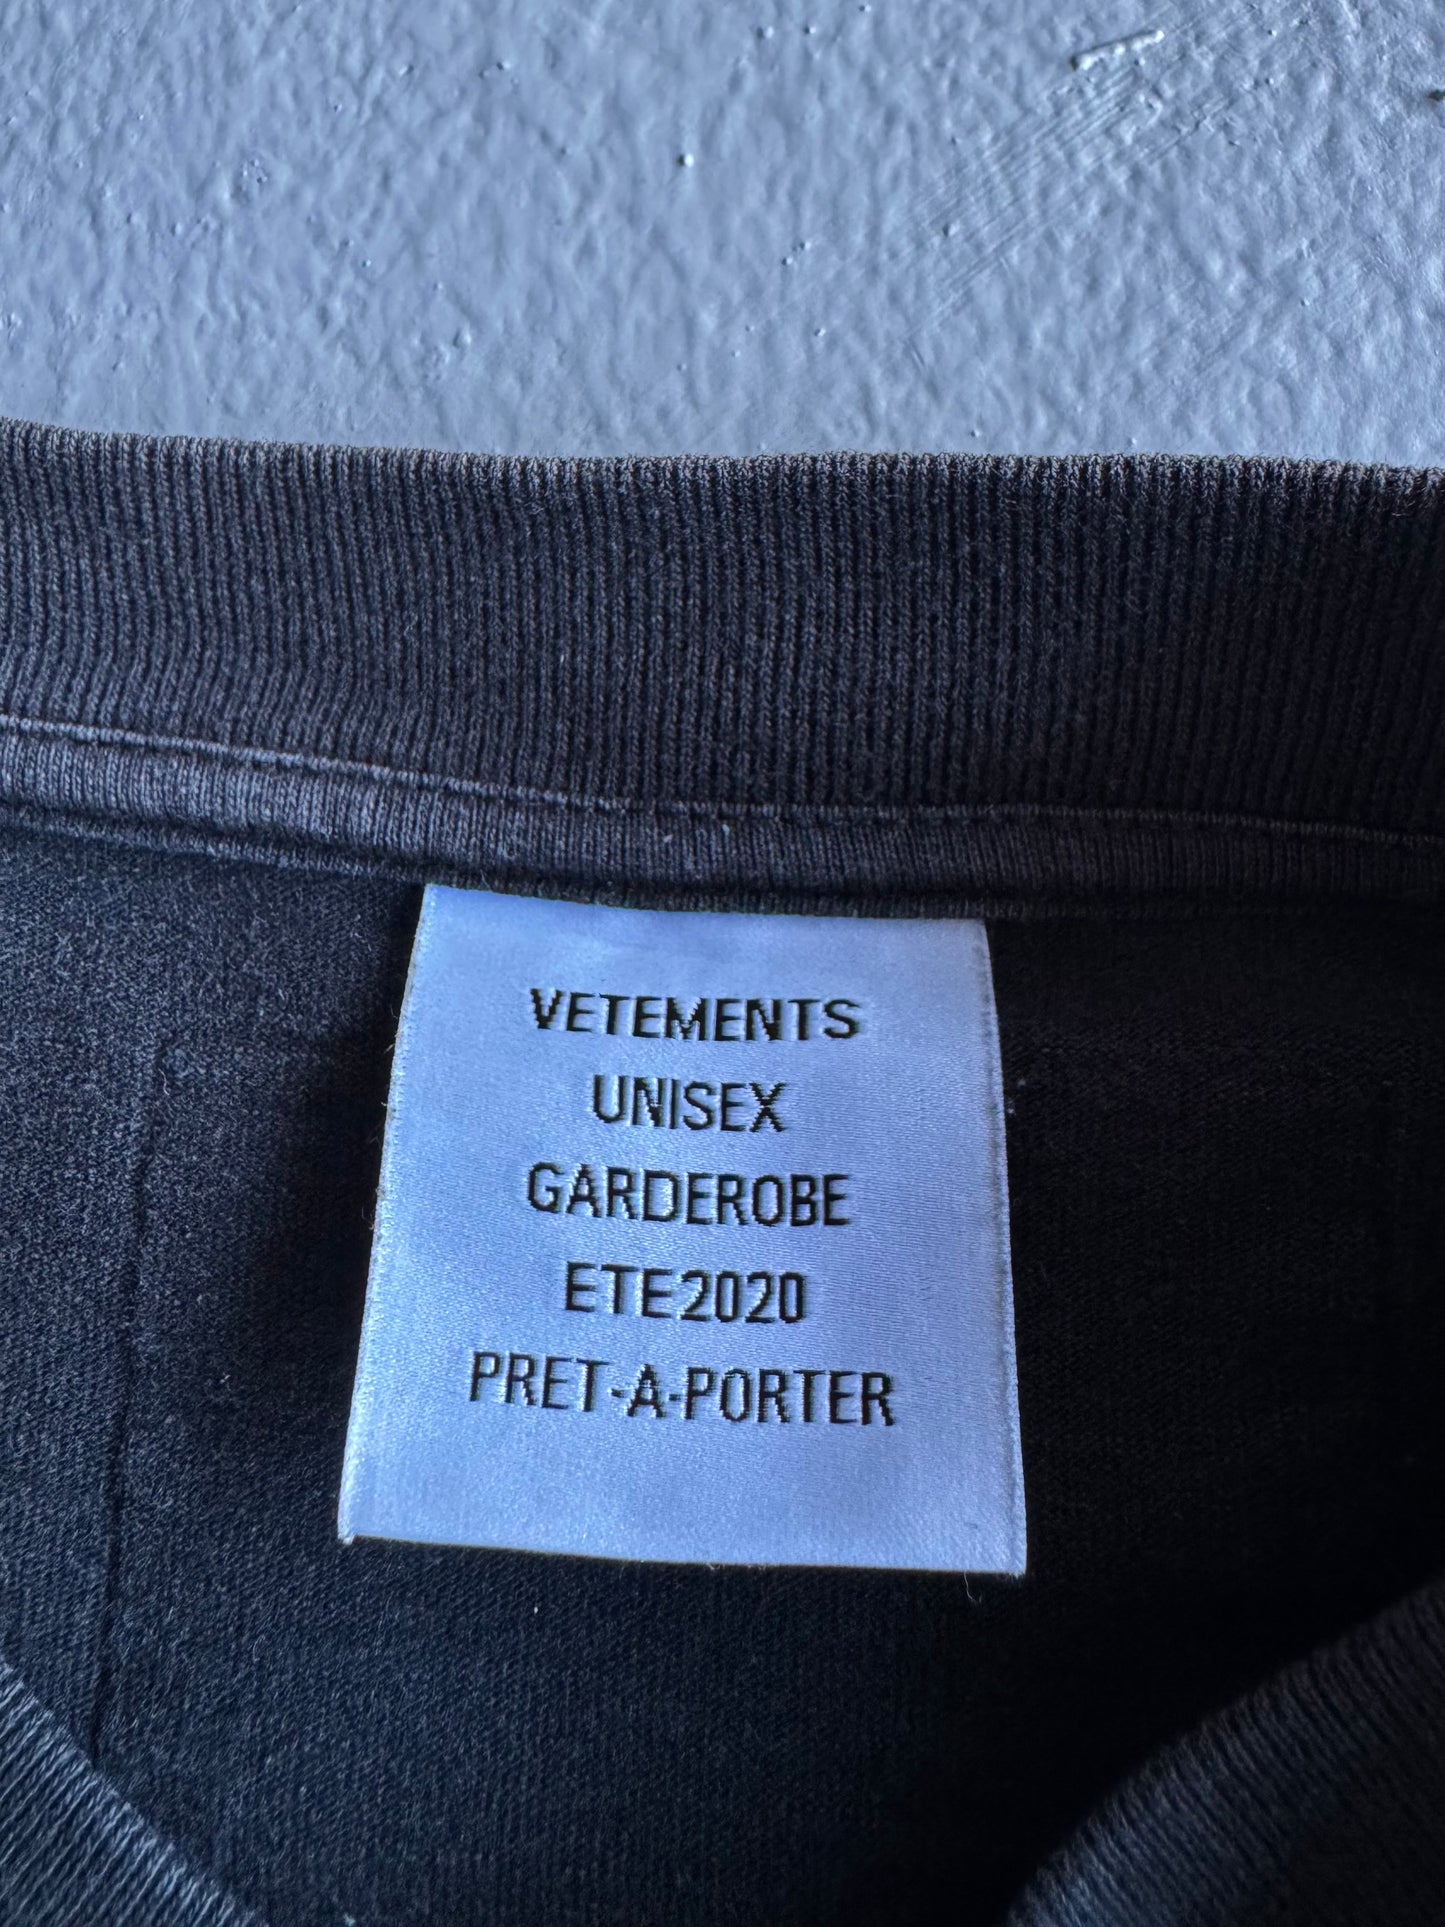 VETEMENTS
UNISEX
GARDEROBE
ETE2020
PRET-A-PORTER